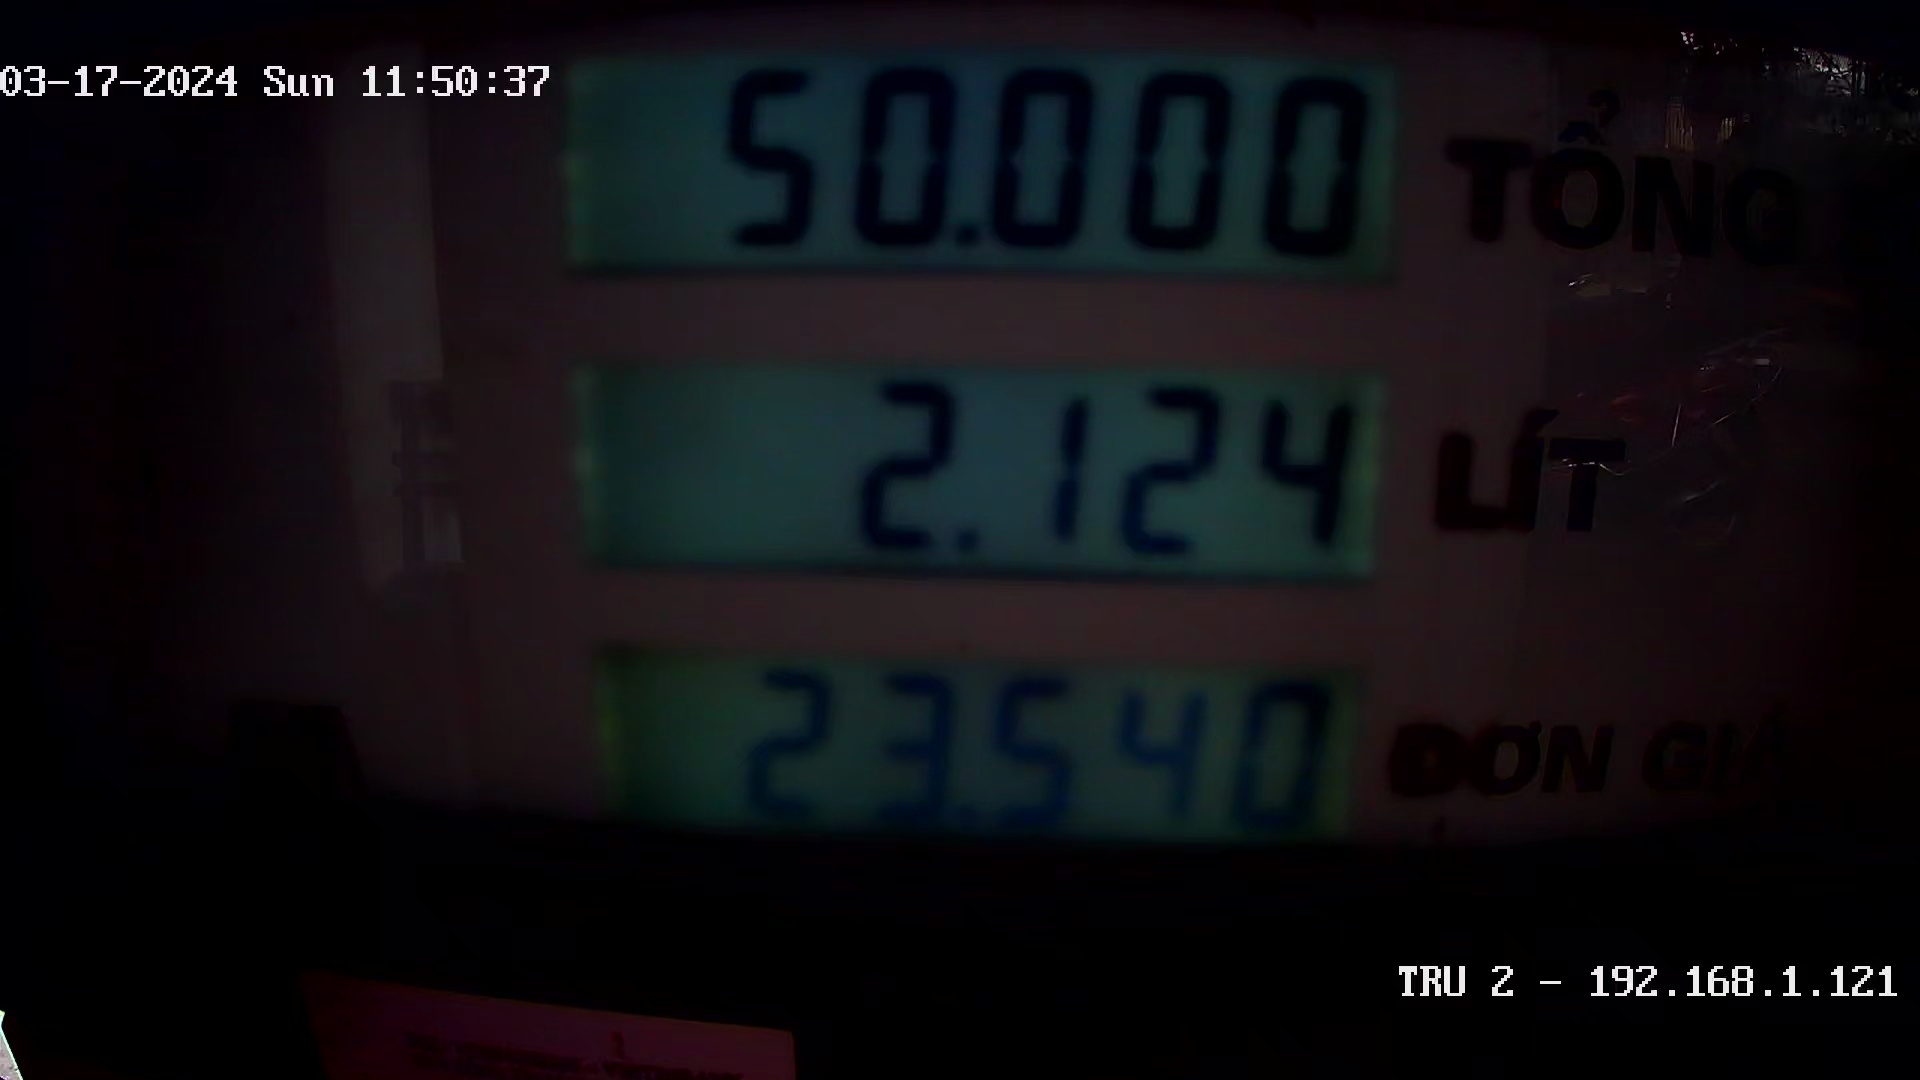 03-17-2024 Sun 11:50:37
50.000 TỔNG
2.124 LÍT
23.540 ĐƠN GIÁ
TRU 2 - 192.168.1.121